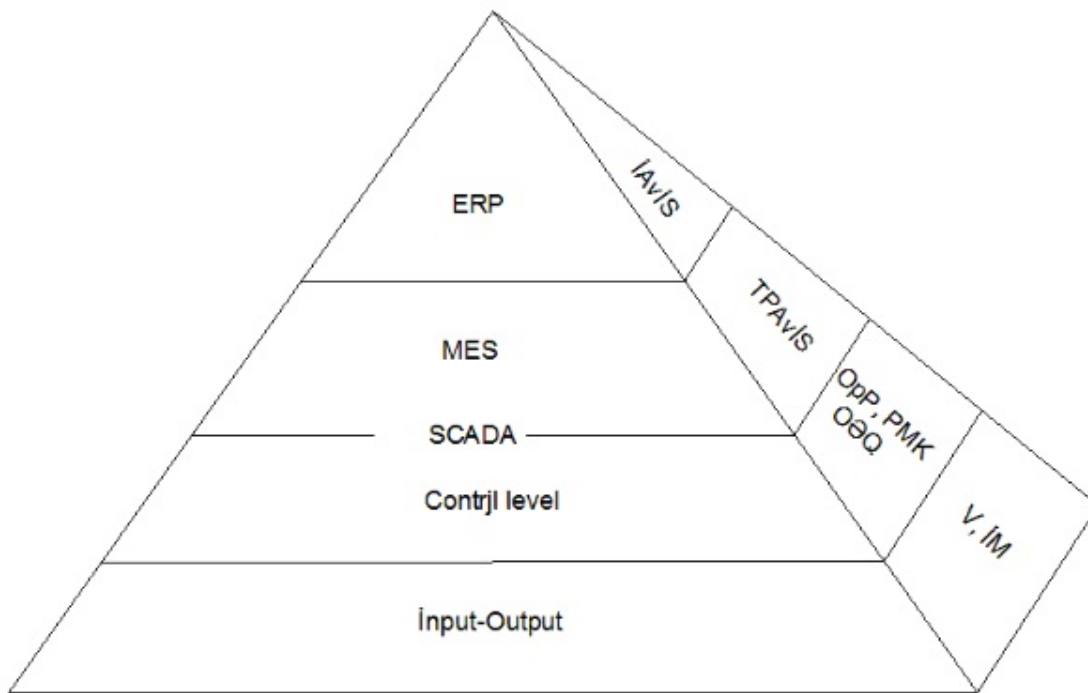 ERP
İAvİS
MES
TPAvİS
SCADA
OpP, PMK
OƏQ
Contrjl level
V, İM
İnput-Output